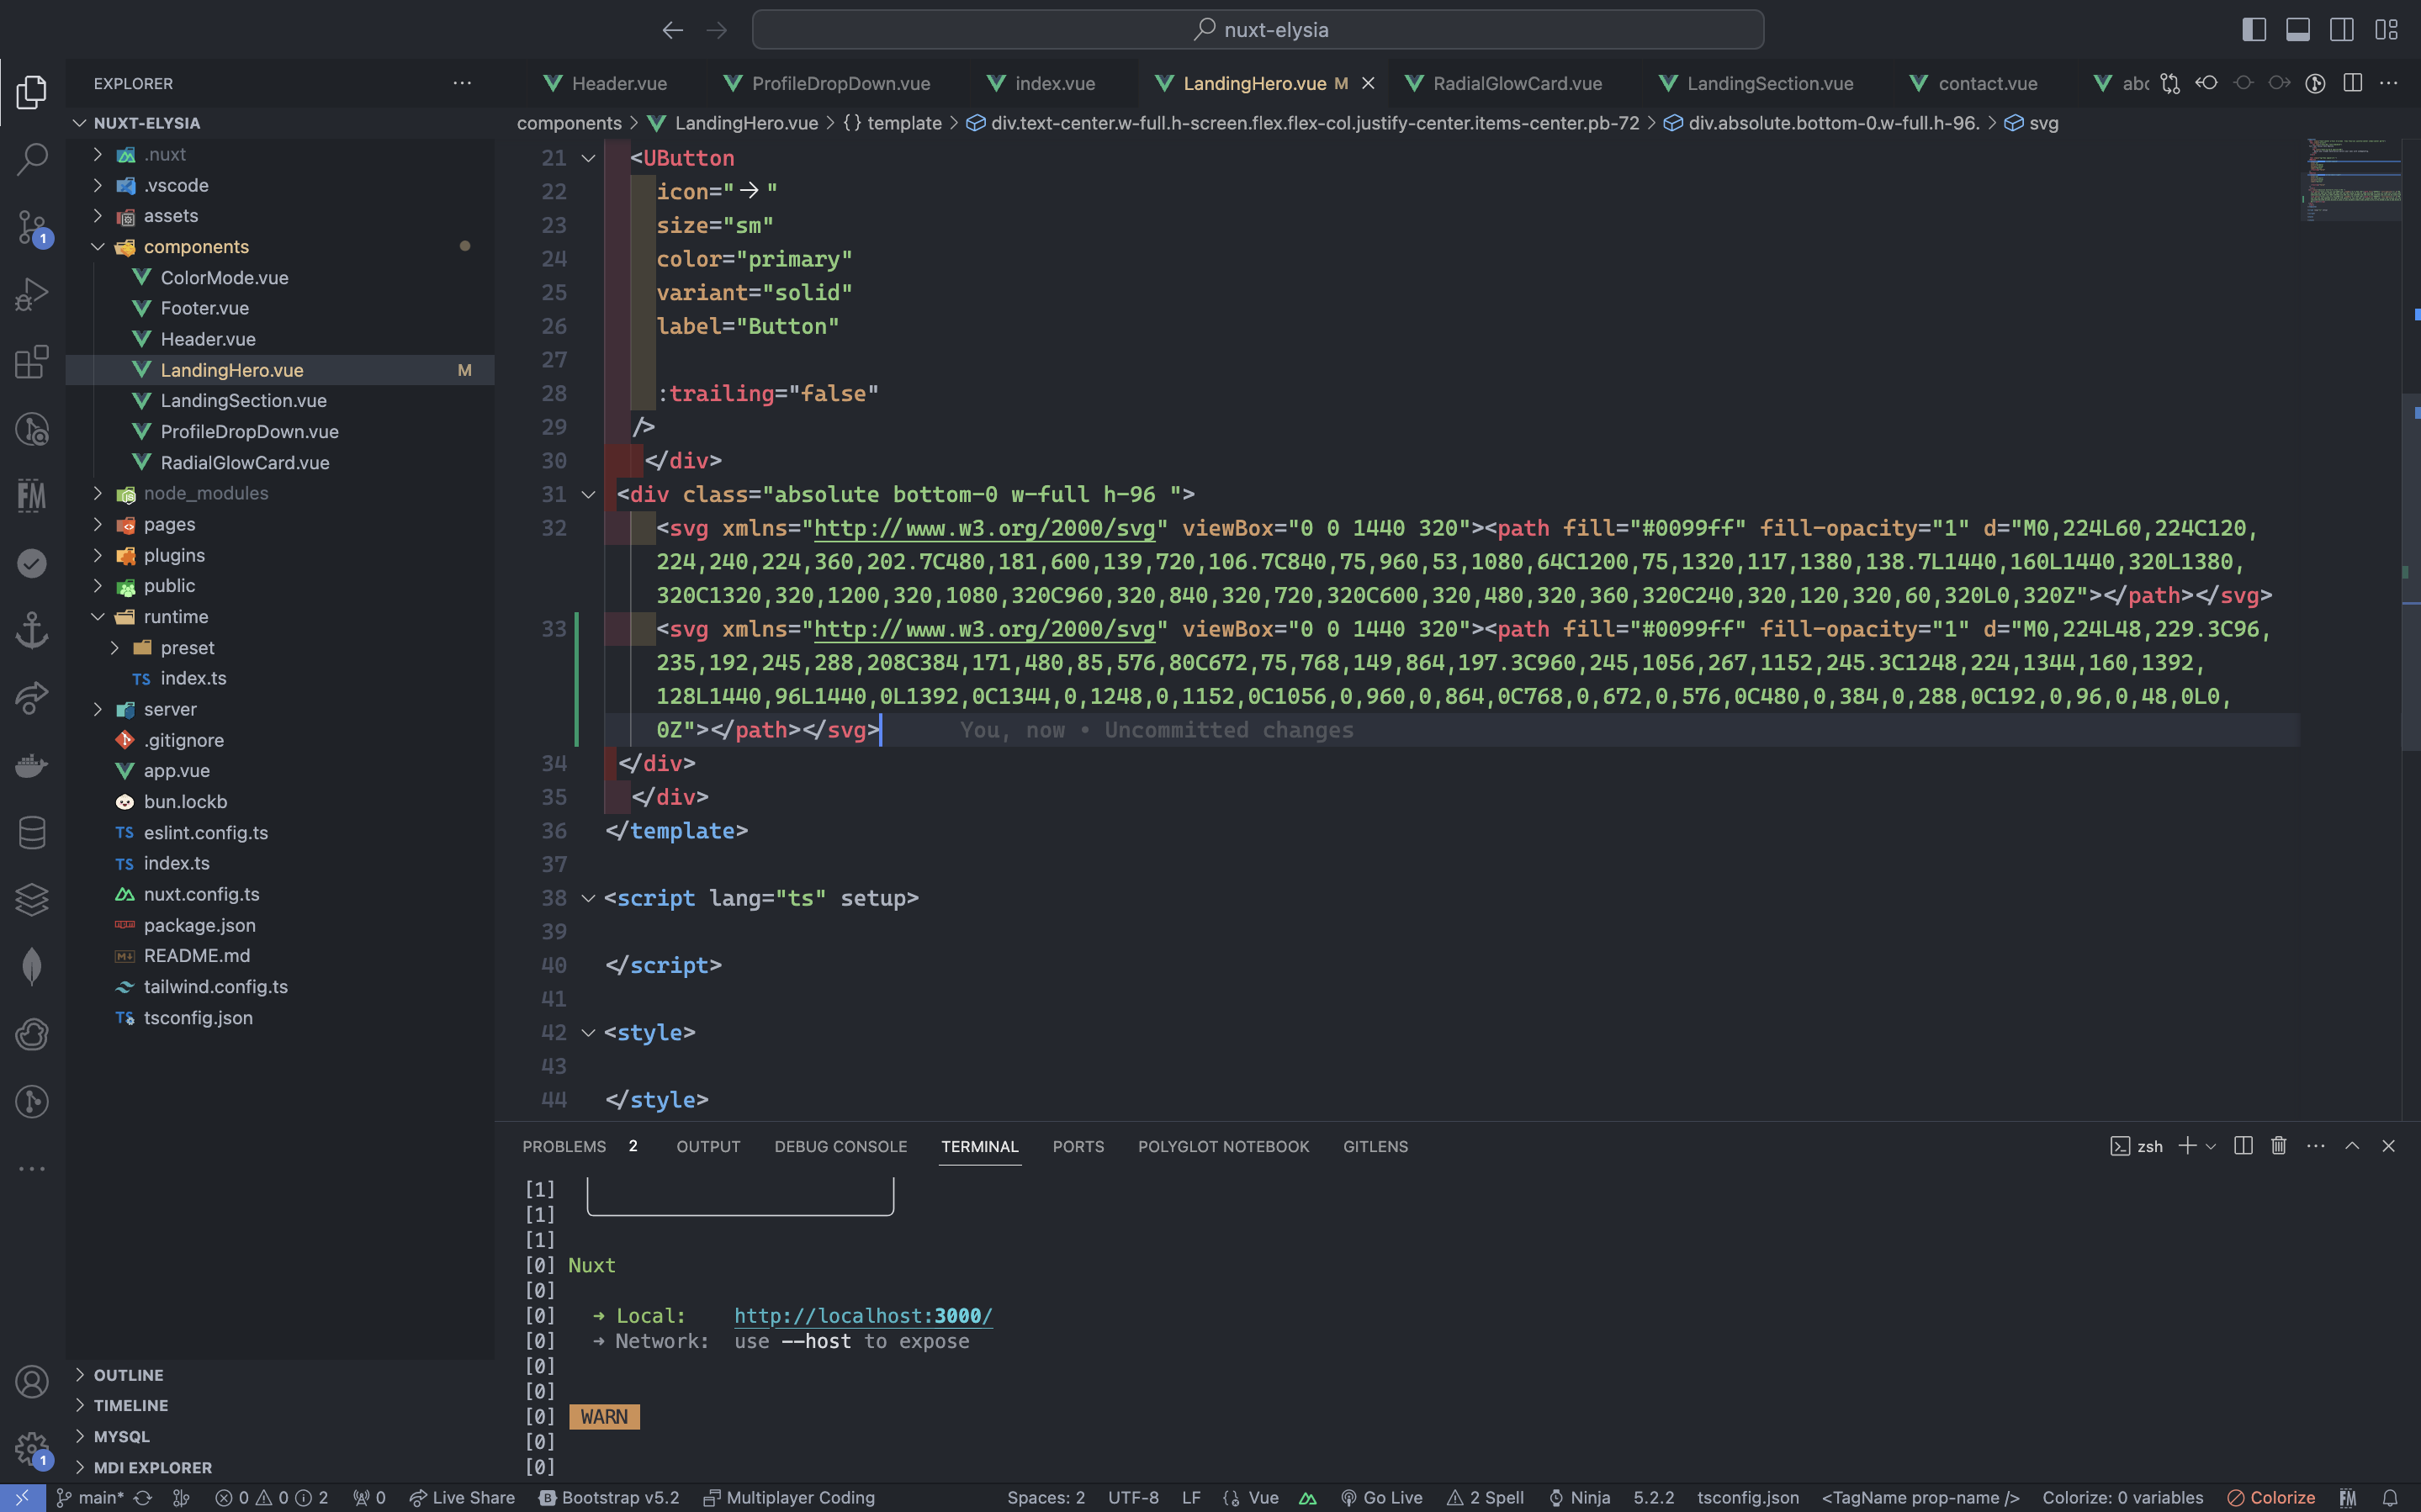 nuxt-elysia
EXPLORER
Header.vue
ProfileDropDown.vue
index.vue
LandingHero.vue M
RadialGlowCard.vue
LandingSection.vue
contact.vue
abc
components > LandingHero.vue > {} template > div.text-center.w-full.h-screen.flex.flex-col.justify-center.items-center.pb-72 > div.absolute.bottom-0.w-full.h-96. > svg
NUXT-ELYSIA
.nuxt
.vscode
assets
components
ColorMode.vue
Footer.vue
Header.vue
LandingHero.vue M
LandingSection.vue
ProfileDropDown.vue
RadialGlowCard.vue
node_modules
pages
plugins
public
runtime
preset
TS index.ts
server
.gitignore
app.vue
bun.lockb
TS eslint.config.ts
TS index.ts
nuxt.config.ts
package.json
README.md
tailwind.config.ts
TS tsconfig.json
OUTLINE
TIMELINE
MYSQL
MDI EXPLORER
21 <UButton
22 icon="->"
23 size="sm"
24 color="primary"
25 variant="solid"
26 label="Button"
27
28 :trailing="false"
29 />
30 </div>
31 <div class="absolute bottom-0 w-full h-96 ">
32 <svg xmlns="http://www.w3.org/2000/svg" viewBox="0 0 1440 320"><path fill="#0099ff" fill-opacity="1" d="M0,224L60,224C120,
224,240,224,360,202.7C480,181,600,139,720,106.7C840,75,960,53,1080,64C1200,75,1320,117,1380,138.7L1440,160L1440,320L1380,
320C1320,320,1200,320,1080,320C960,320,840,320,720,320C600,320,480,320,360,320C240,320,120,320,60,320L0,320Z"></path></svg>
33 <svg xmlns="http://www.w3.org/2000/svg" viewBox="0 0 1440 320"><path fill="#0099ff" fill-opacity="1" d="M0,224L48,229.3C96,
235,192,245,288,208C384,171,480,85,576,80C672,75,768,149,864,197.3C960,245,1056,267,1152,245.3C1248,224,1344,160,1392,
128L1440,96L1440,0L1392,0C1344,0,1248,0,1152,0C1056,0,960,0,864,0C768,0,672,0,576,0C480,0,384,0,288,0C192,0,96,0,48,0L0,
0Z"></path></svg> You, now • Uncommitted changes
34 </div>
35 </div>
36 </template>
37
38 <script lang="ts" setup>
39
40 </script>
41
42 <style>
43
44 </style>
PROBLEMS 2 OUTPUT DEBUG CONSOLE TERMINAL PORTS POLYGLOT NOTEBOOK GITLENS
zsh
[1]
[1]
[1]
[0] Nuxt
[0]
[0] ➜ Local: http://localhost:3000/
[0] ➜ Network: use --host to expose
[0]
[0]
[0] WARN
[0]
[0]
main* 0 0 2 0 Live Share Bootstrap v5.2 Multiplayer Coding Spaces: 2 UTF-8 LF {} Vue Go Live 2 Spell Ninja 5.2.2 tsconfig.json <TagName prop-name /> Colorize: 0 variables Colorize FM
FM
1
1